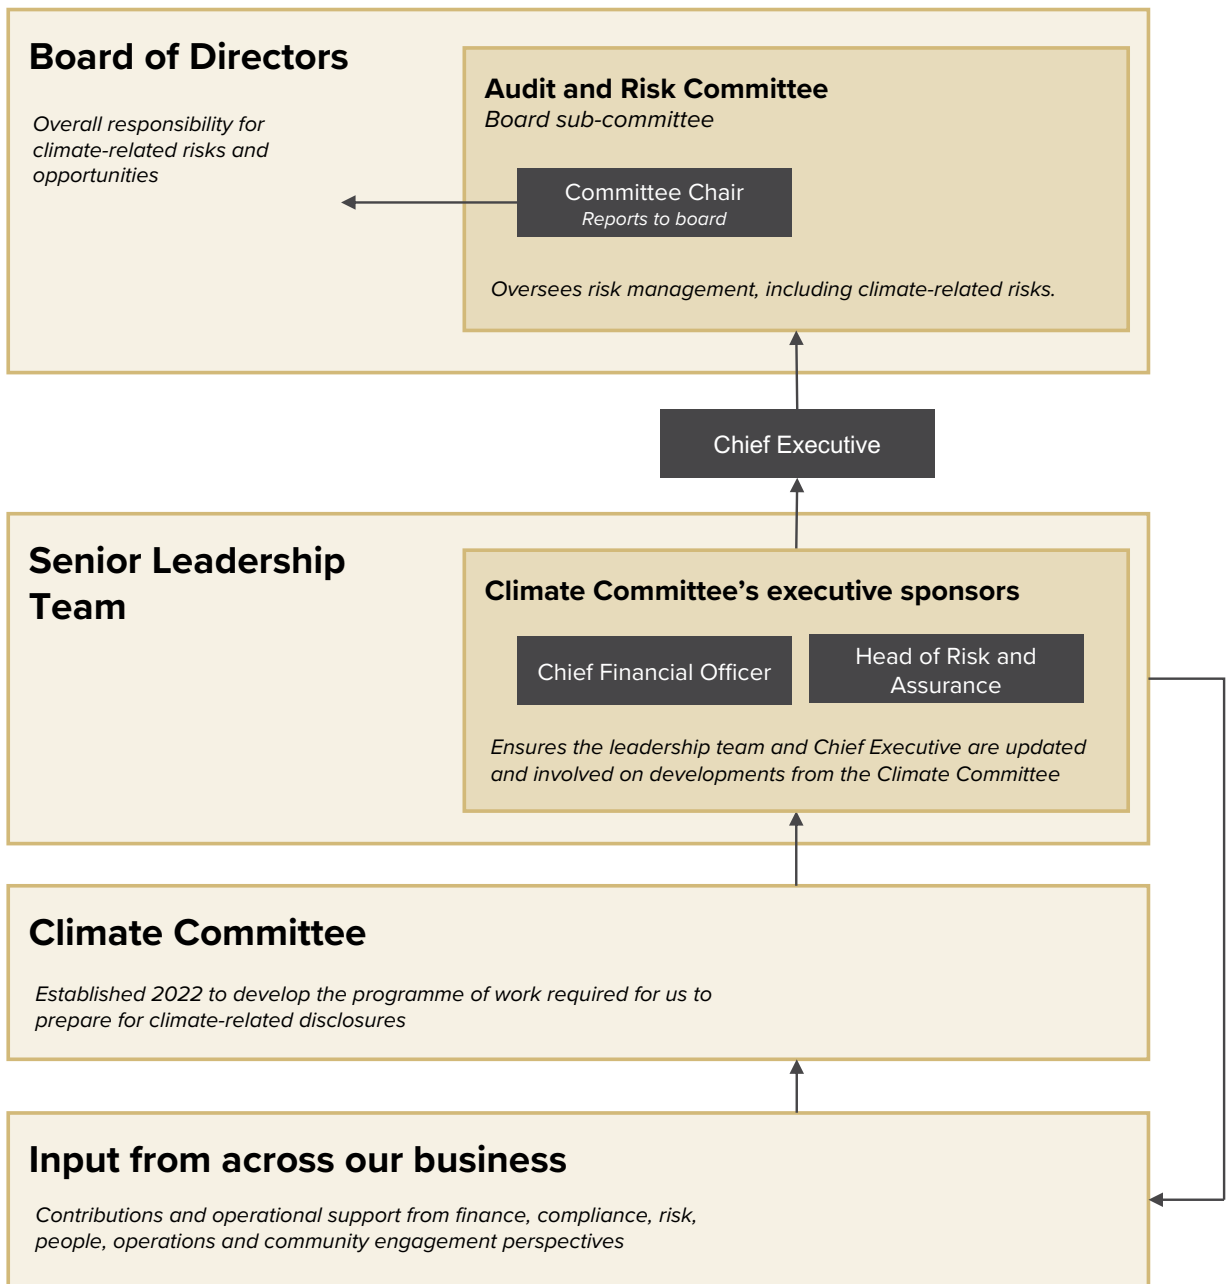 Board of Directors
Overall responsibility for
climate-related risks and
opportunities
Audit and Risk Committee
Board sub-committee
Committee Chair
Reports to board
Oversees risk management, including climate-related risks.
Chief Executive
Senior Leadership
Team
Climate Committee’s executive sponsors
Chief Financial Officer
Head of Risk and
Assurance
Ensures the leadership team and Chief Executive are updated
and involved on developments from the Climate Committee
Climate Committee
Established 2022 to develop the programme of work required for us to
prepare for climate-related disclosures
Input from across our business
Contributions and operational support from finance, compliance, risk,
people, operations and community engagement perspectives